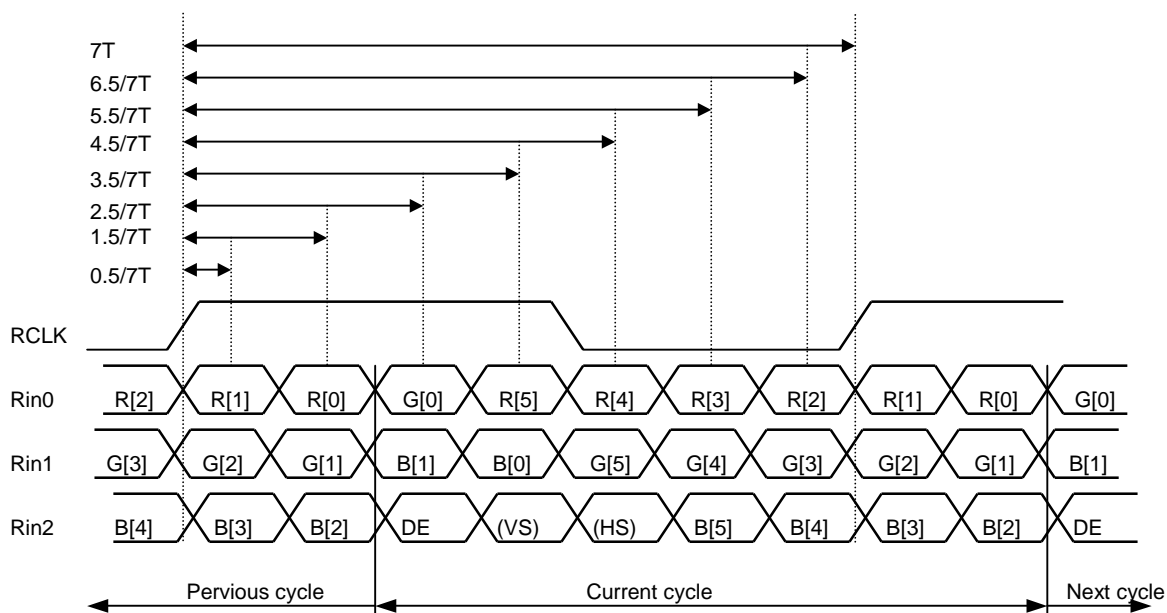 7T
6.5/7T
5.5/7T
4.5/7T
3.5/7T
2.5/7T
1.5/7T
0.5/7T
RCLK
Rin0 R[2] R[1] R[0] G[0] R[5] R[4] R[3] R[2] R[1] R[0] G[0]
Rin1 G[3] G[2] G[1] B[1] B[0] G[5] G[4] G[3] G[2] G[1] B[1]
Rin2 B[4] B[3] B[2] DE (VS) (HS) B[5] B[4] B[3] B[2] DE
Pervious cycle Current cycle Next cycle